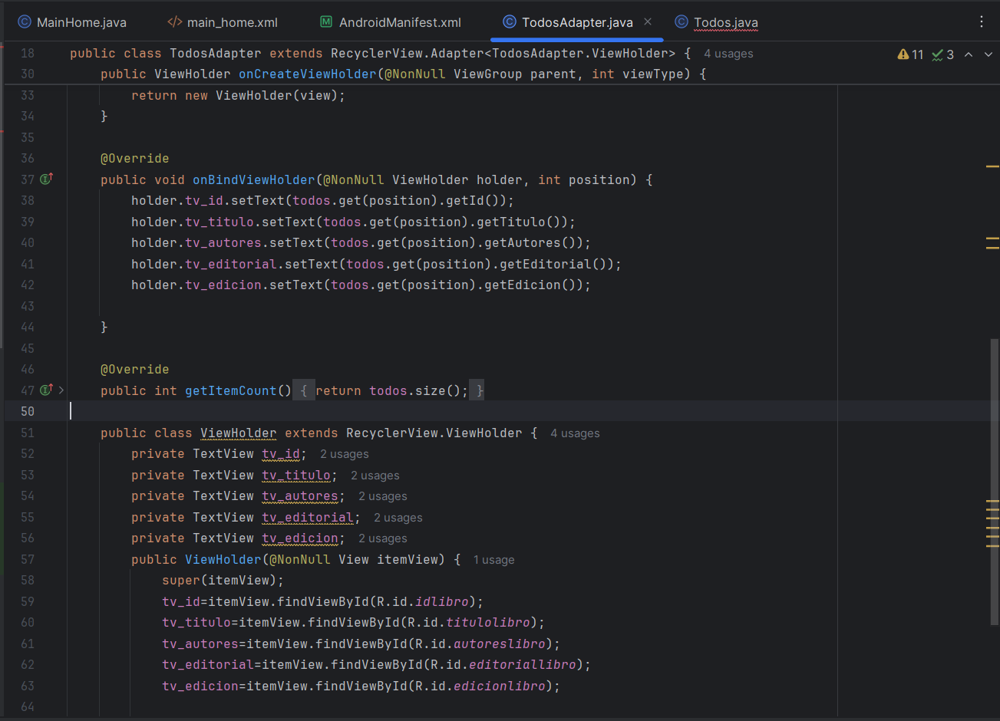 MainHome.java </> main_home.xml M AndroidManifest.xml C TodosAdapter.java C Todos.java
18 public class TodosAdapter extends RecyclerView.Adapter<TodosAdapter.ViewHolder> { 4 usages 11 3
30 public ViewHolder onCreateViewHolder(@NonNull ViewGroup parent, int viewType) {
33 return new ViewHolder(view);
34 }
35
36 @Override
37 public void onBindViewHolder(@NonNull ViewHolder holder, int position) {
38 holder.tv_id.setText(todos.get(position).getId());
39 holder.tv_titulo.setText(todos.get(position).getTitulo());
40 holder.tv_autores.setText(todos.get(position).getAutores());
41 holder.tv_editorial.setText(todos.get(position).getEditorial());
42 holder.tv_edicion.setText(todos.get(position).getEdicion());
43
44 }
45
46 @Override
47 public int getItemCount() { return todos.size(); }
50
51 public class ViewHolder extends RecyclerView.ViewHolder { 4 usages
52 private TextView tv_id; 2 usages
53 private TextView tv_titulo; 2 usages
54 private TextView tv_autores; 2 usages
55 private TextView tv_editorial; 2 usages
56 private TextView tv_edicion; 2 usages
57 public ViewHolder(@NonNull View itemView) { 1 usage
58 super(itemView);
59 tv_id=itemView.findViewById(R.id.idlibro);
60 tv_titulo=itemView.findViewById(R.id.titulolibro);
61 tv_autores=itemView.findViewById(R.id.autoreslibro);
62 tv_editorial=itemView.findViewById(R.id.editoriallibro);
63 tv_edicion=itemView.findViewById(R.id.edicionlibro);
64